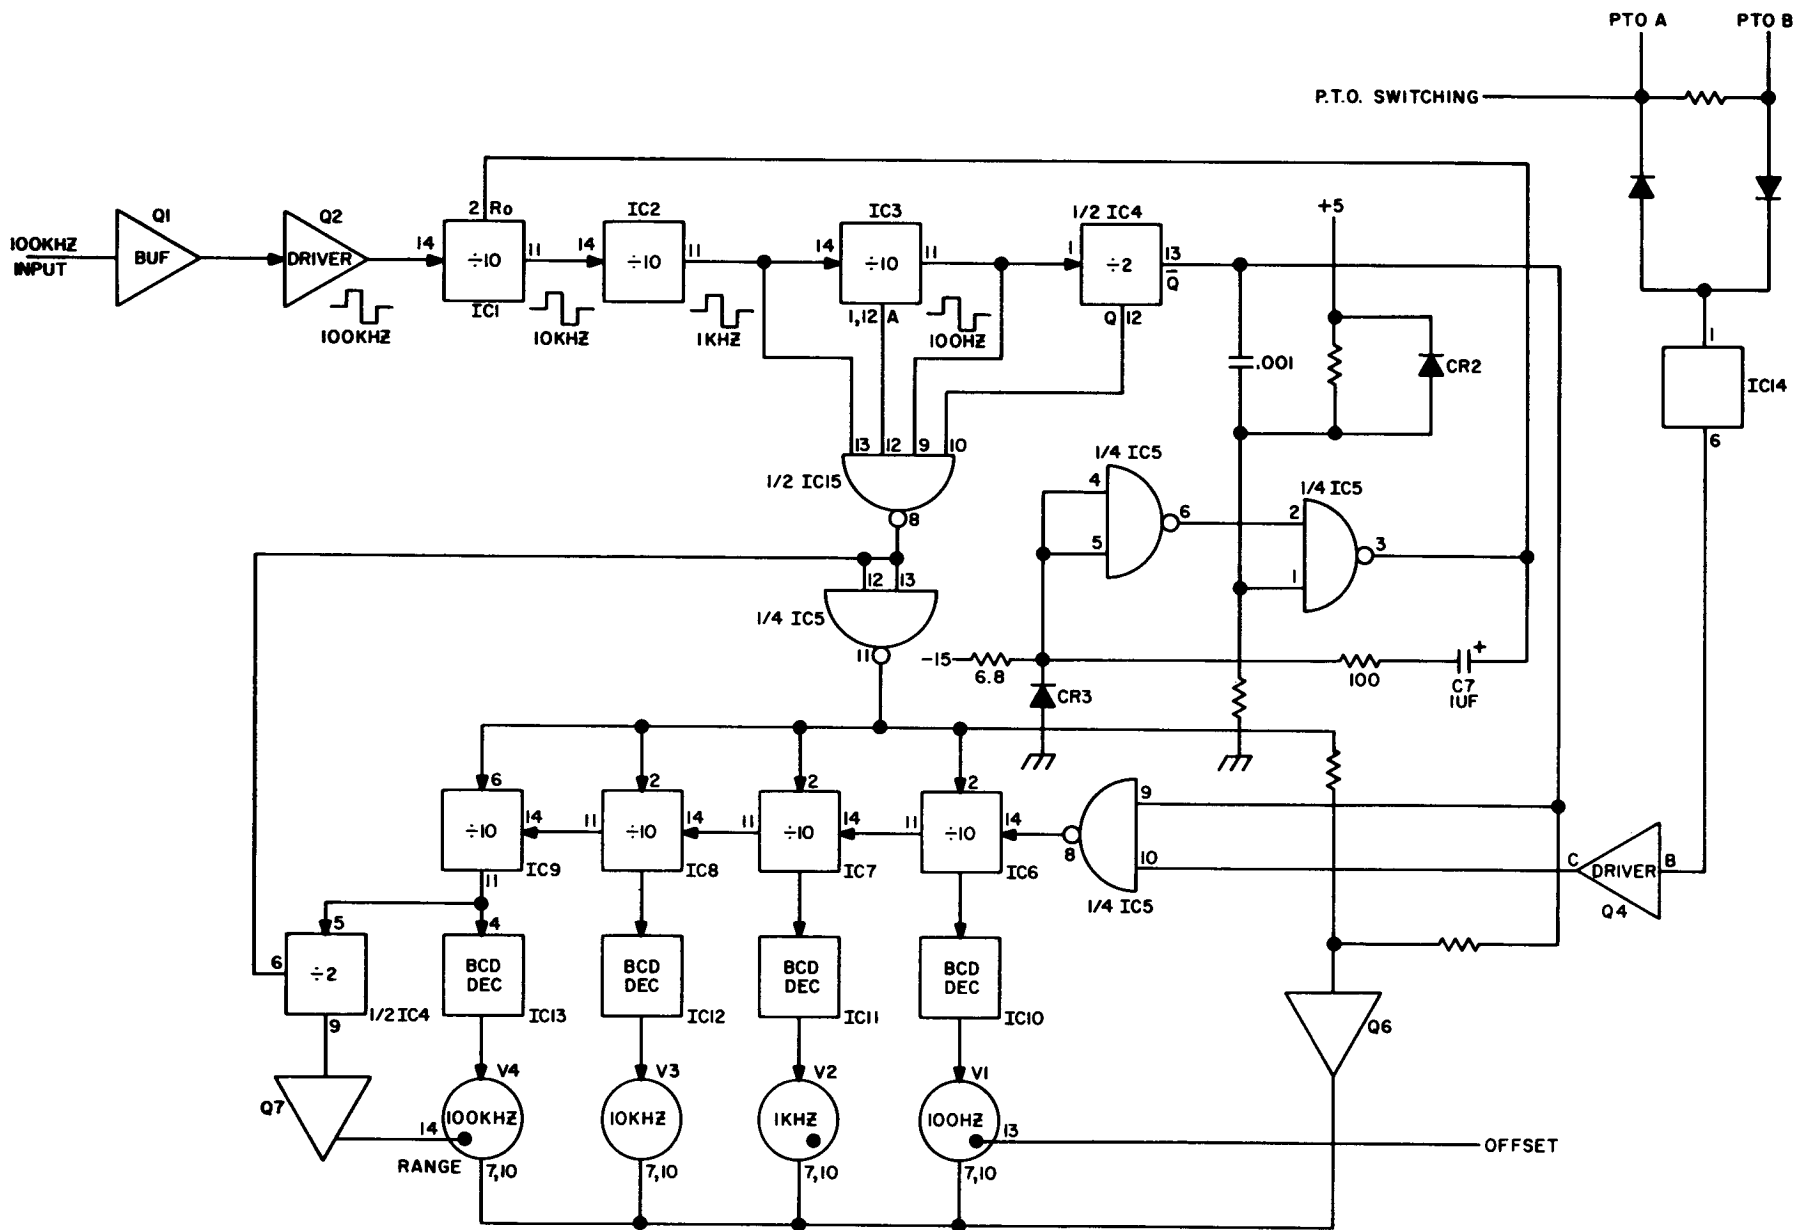 PTO A
PTO B
P.T.O. SWITCHING
100KHZ
INPUT
Q1
BUF
Q2
DRIVER
100KHZ
14
2 Ro
÷10
IC1
11
10KHZ
14
IC2
÷10
11
1KHZ
14
IC3
÷10
1,12 A
11
100HZ
1
1/2 IC4
÷2
13
Q̅
Q 12
+5
.001
CR2
1
IC14
6
13
12
9
10
1/2 IC15
8
12
13
1/4 IC5
11
1/4 IC5
4
5
6
1/4 IC5
2
1
3
-15
6.8
CR3
100
+
C7
1UF
6
÷10
14
IC9
11
2
÷10
11
14
IC8
2
÷10
11
14
IC7
2
÷10
11
14
IC6
8
9
10
1/4 IC5
C
DRIVER
B
Q4
5
6
÷2
1/2 IC4
9
4
BCD
DEC
IC13
BCD
DEC
IC12
BCD
DEC
IC11
BCD
DEC
IC10
Q6
Q7
14
RANGE
V4
100KHZ
7,10
V3
10KHZ
7,10
V2
1KHZ
7,10
V1
100HZ
13
7,10
OFFSET